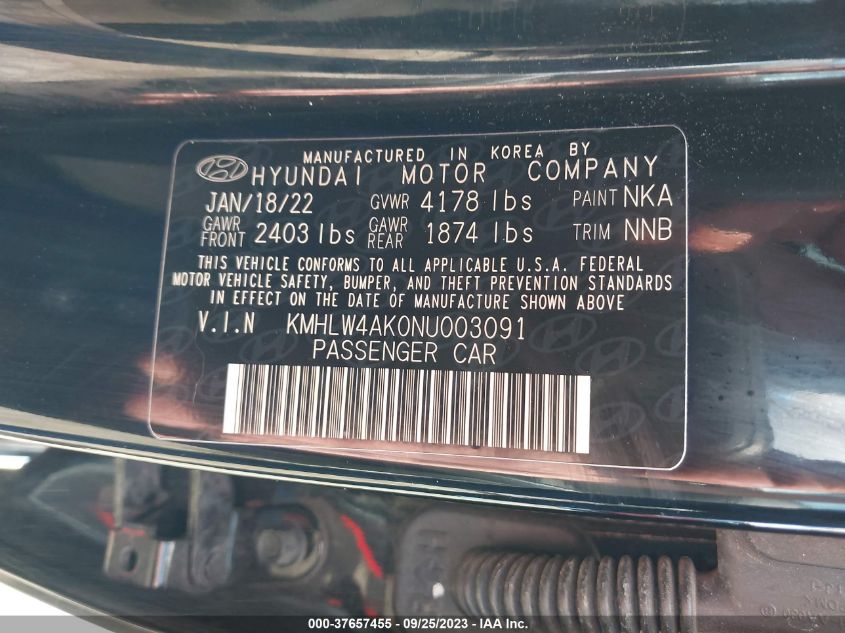 MANUFACTURED IN KOREA BY
HYUNDAI MOTOR COMPANY
JAN/18/22 GVWR 4178 lbs PAINT NKA
GAWR FRONT 2403 lbs GAWR REAR 1874 lbs TRIM NNB
THIS VEHICLE CONFORMS TO ALL APPLICABLE U.S.A. FEDERAL
MOTOR VEHICLE SAFETY, BUMPER, AND THEFT PREVENTION STANDARDS
IN EFFECT ON THE DATE OF MANUFACTURE SHOWN ABOVE
V.I.N KMHLW4AK0NU003091
PASSENGER CAR
000-37657455 - 09/25/2023 - IAA Inc.